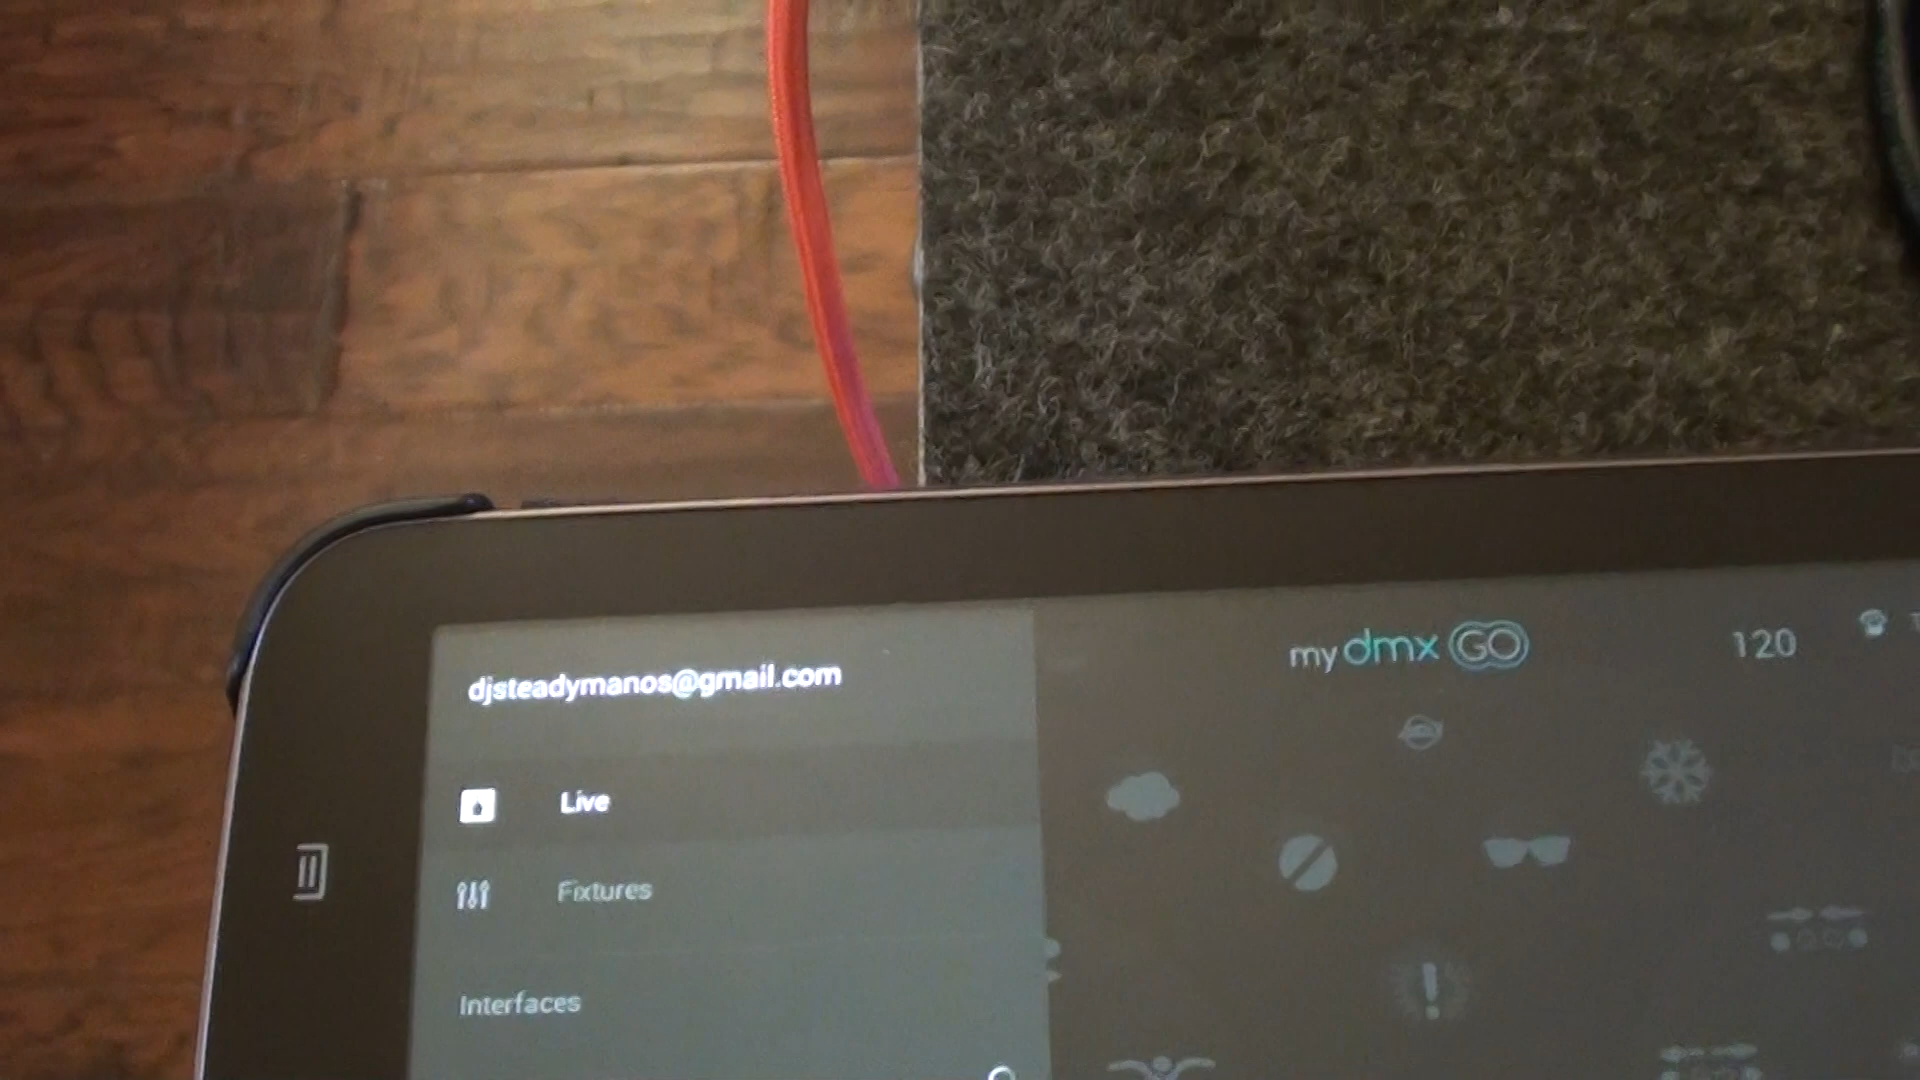 djsteadymanos@gmail.com
my dmx GO
120
Live
Fixtures
Interfaces